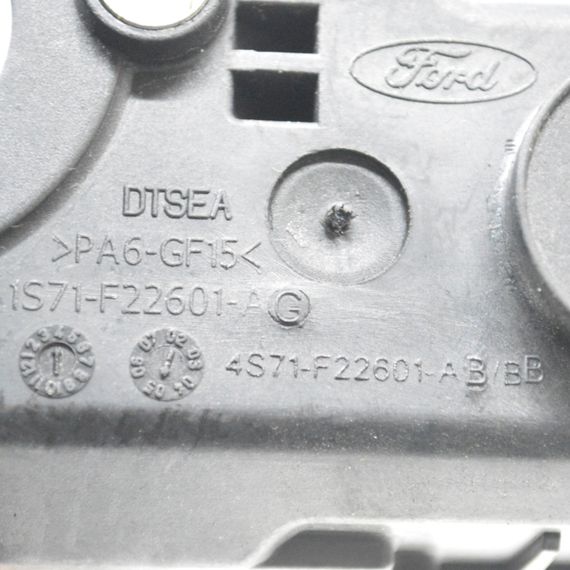 Ford
DTSEA
>PA6-GF15<
1S71-F22601-AG
4S71-F22601-AB/BB